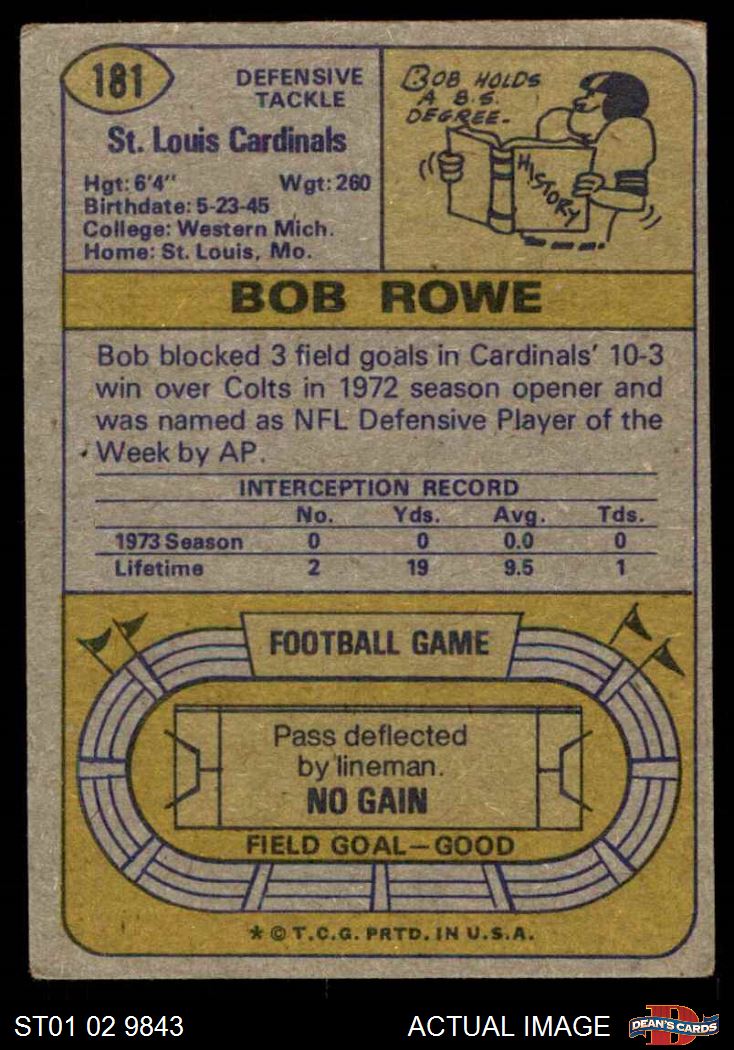 181
DEFENSIVE
TACKLE
St. Louis Cardinals
Hgt: 6'4" Wgt: 260
Birthdate: 5-23-45
College: Western Mich.
Home: St. Louis, Mo.
BOB HOLDS
A B.S.
DEGREE-
HISTORY
BOB ROWE
Bob blocked 3 field goals in Cardinals' 10-3
win over Colts in 1972 season opener and
was named as NFL Defensive Player of the
Week by AP.
INTERCEPTION RECORD
No. Yds. Avg. Tds.
1973 Season 0 0 0.0 0
Lifetime 2 19 9.5 1
FOOTBALL GAME
Pass deflected
by lineman.
NO GAIN
FIELD GOAL—GOOD
* © T.C.G. PRTD. IN U.S.A.
ST01 02 9843 ACTUAL IMAGE
DEAN'S CARDS